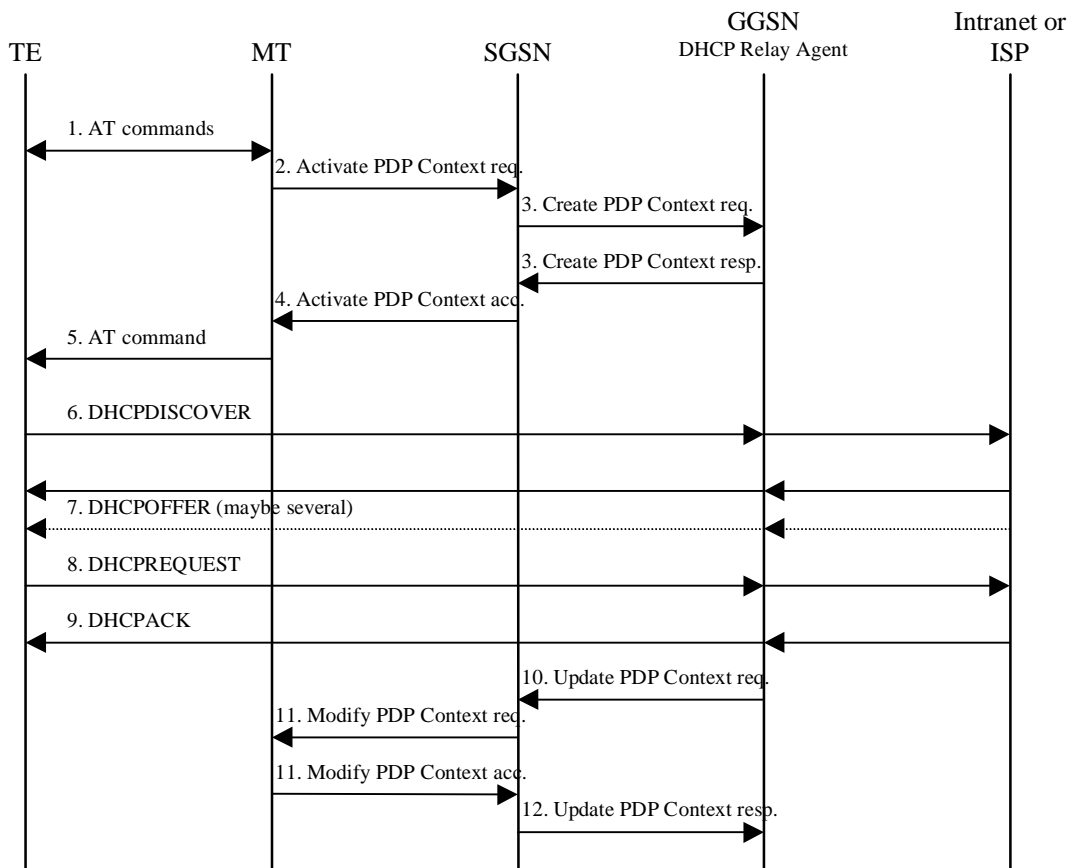 GGSN
Intranet or
TE
MT
SGSN
DHCP Relay Agent
ISP
1. AT commands
2. Activate PDP Context req.
3. Create PDP Context req.
3. Create PDP Context resp.
4. Activate PDP Context acc.
5. AT command
6. DHCPDISCOVER
7. DHCPOFFER (maybe several)
8. DHCPREQUEST
9. DHCPACK
10. Update PDP Context req.
11. Modify PDP Context req.
11. Modify PDP Context acc.
12. Update PDP Context resp.